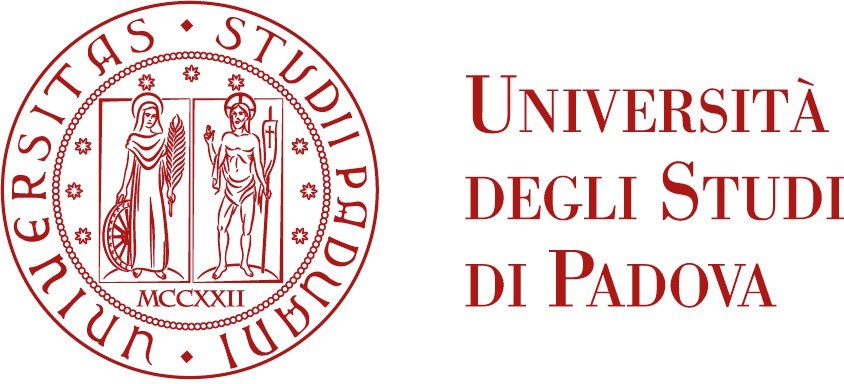 UNIVERSITAS • STUDII PADUANI •
MCCXXII
UNIVERSITÀ
DEGLI STUDI
DI PADOVA